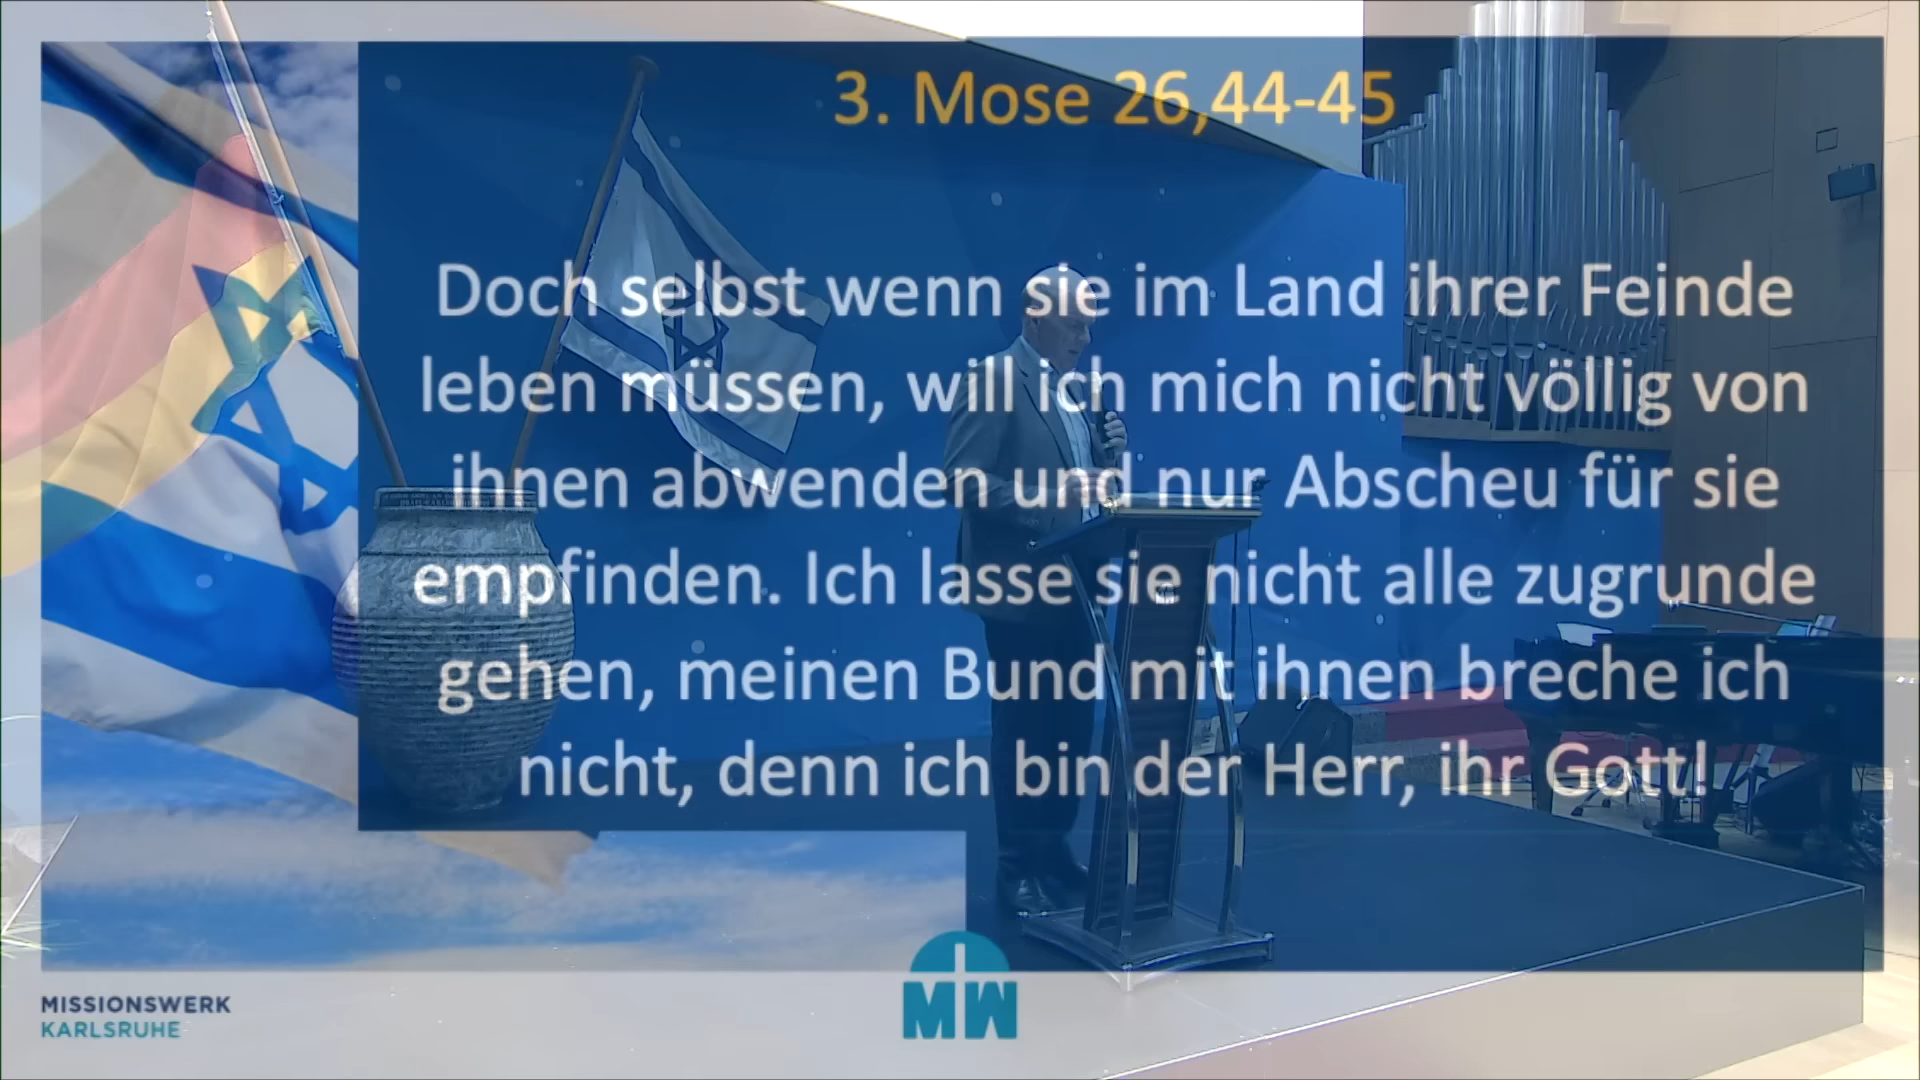 3. Mose 26,44-45
Doch selbst wenn sie im Land ihrer Feinde
leben müssen, will ich mich nicht völlig von
ihnen abwenden und nur Abscheu für sie
empfinden. Ich lasse sie nicht alle zugrunde
gehen, meinen Bund mit ihnen breche ich
nicht, denn ich bin der Herr, ihr Gott!
MISSIONSWERK
KARLSRUHE
MW